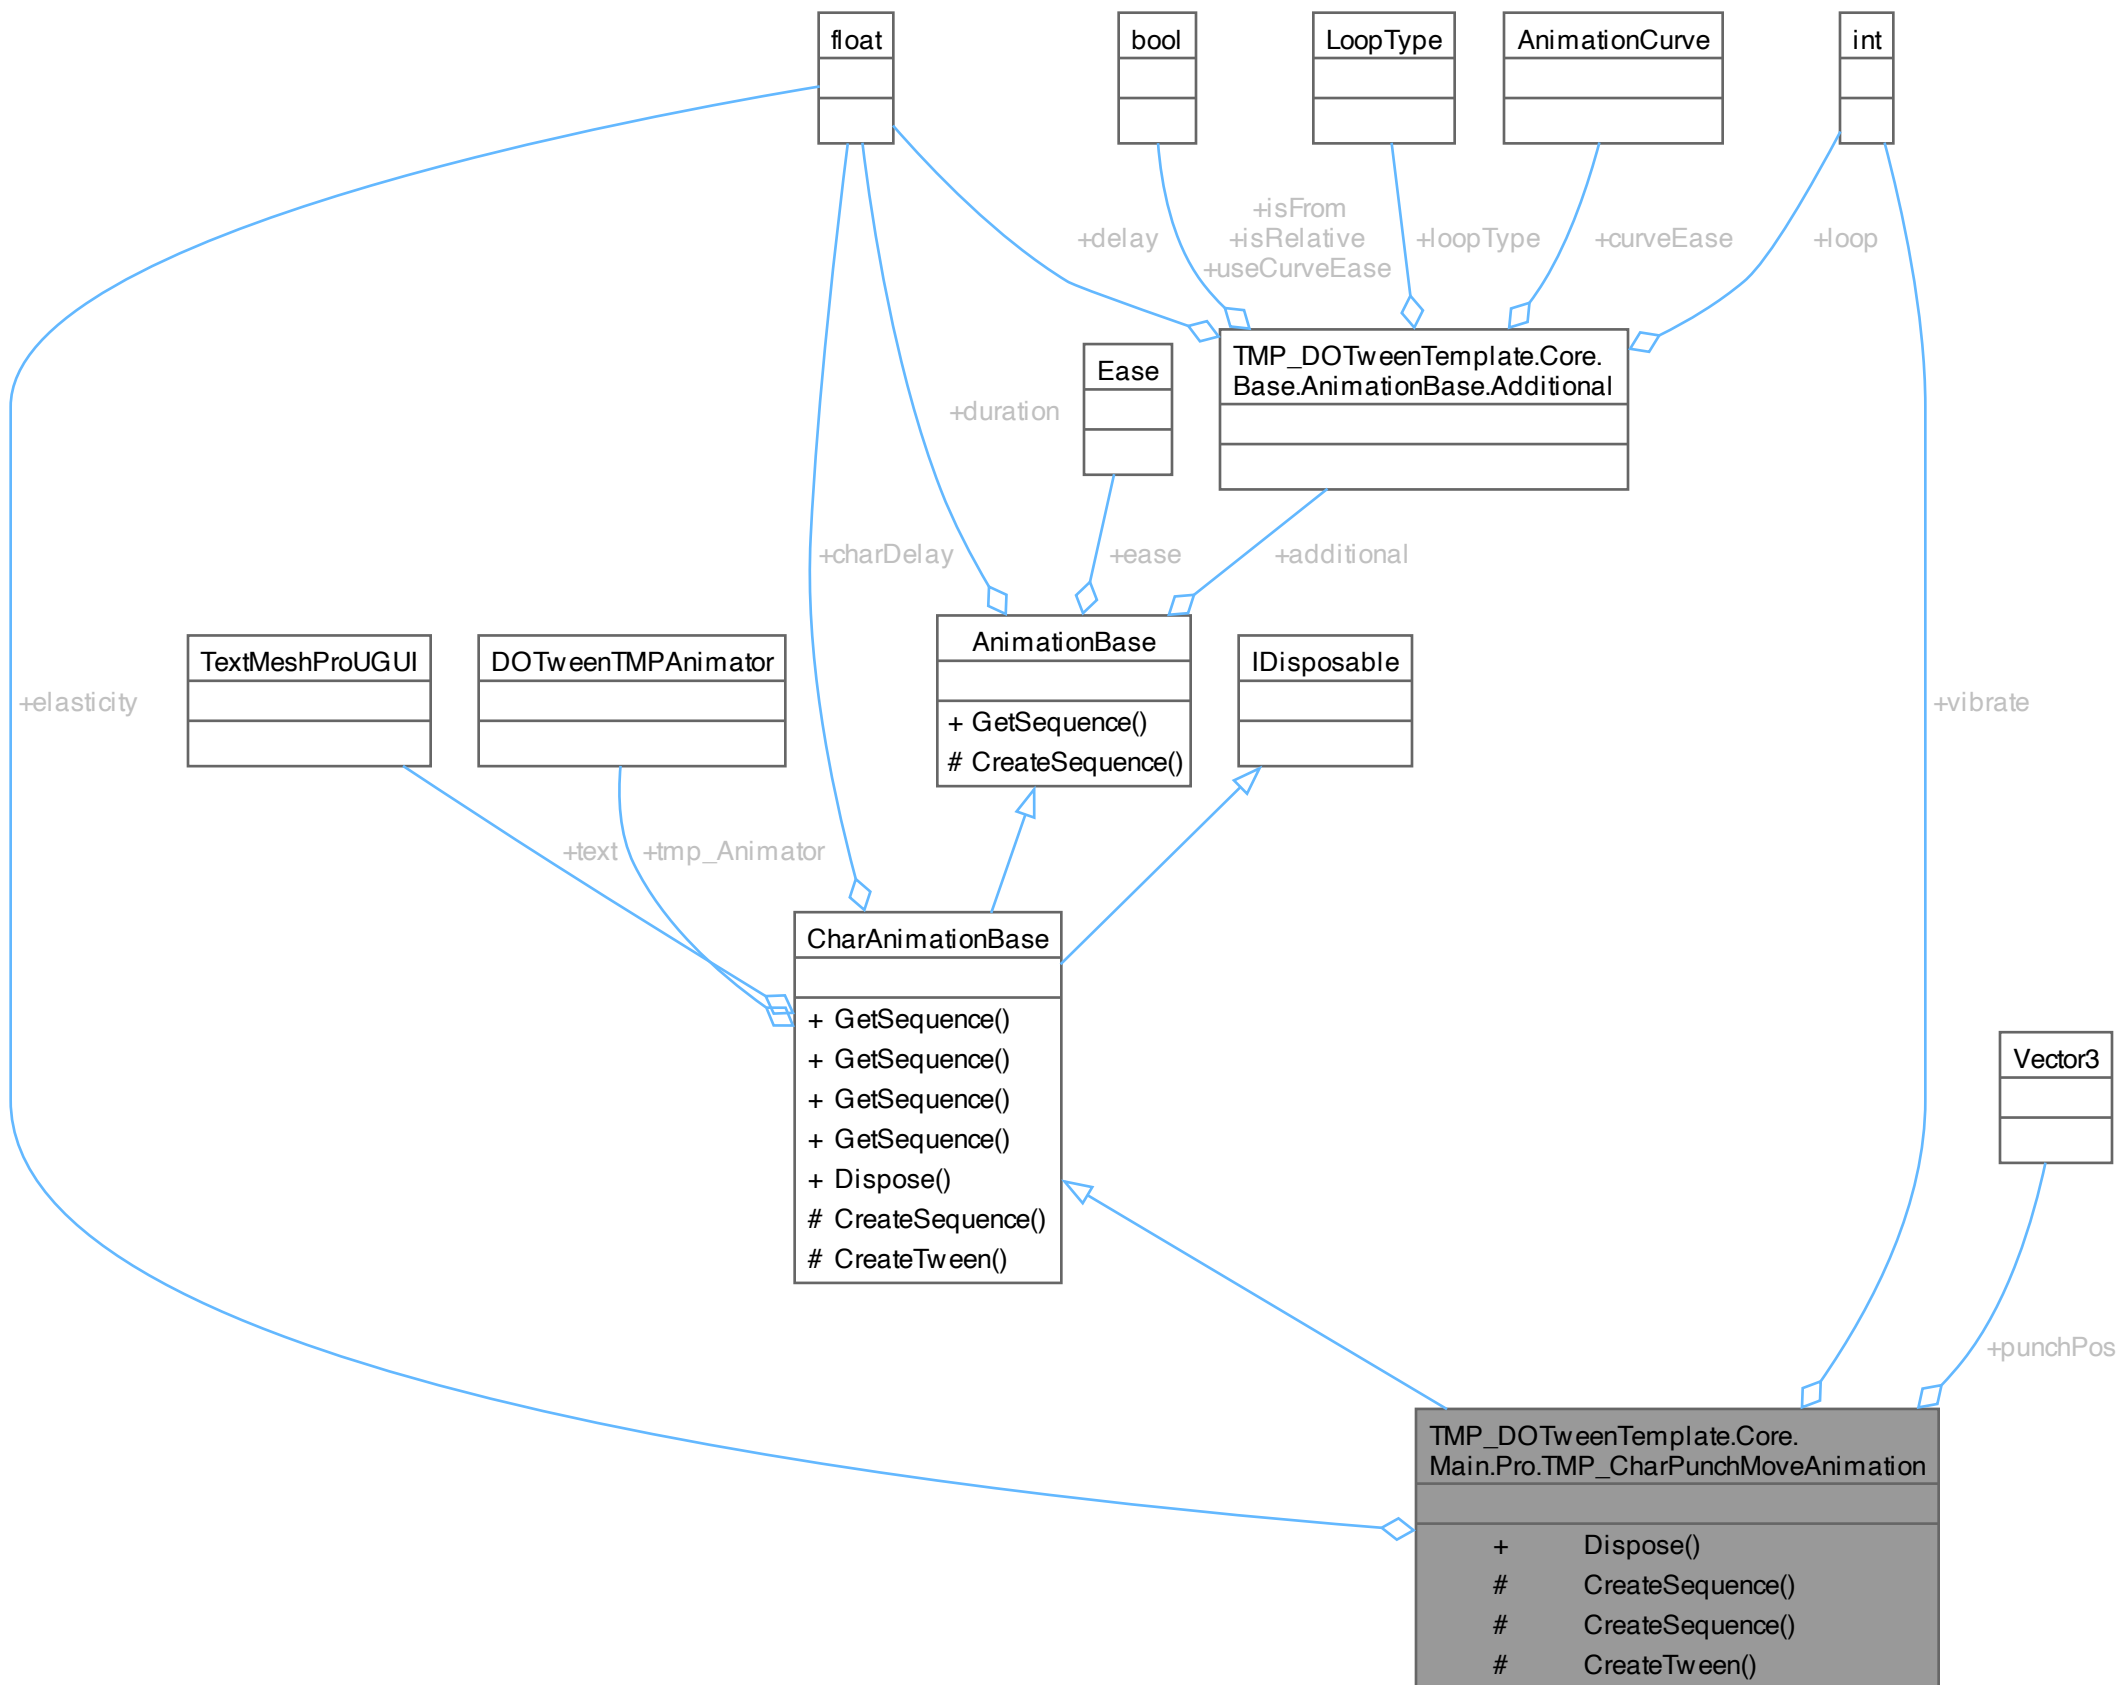 float
bool
LoopType
AnimationCurve
int
+delay
+isFrom
+isRelative
+useCurveEase
+loopType
+curveEase
+loop
Ease
TMP_DOTweenTemplate.Core.
Base.AnimationBase.Additional
+duration
+charDelay
+ease
+additional
TextMeshProUGUI
DOTweenTMPAnimator
AnimationBase
+ GetSequence()
# CreateSequence()
IDisposable
+elasticity
+vibrate
+text
+tmp_Animator
CharAnimationBase
+ GetSequence()
+ GetSequence()
+ GetSequence()
+ GetSequence()
+ Dispose()
# CreateSequence()
# CreateTween()
Vector3
+punchPos
TMP_DOTweenTemplate.Core.
Main.Pro.TMP_CharPunchMoveAnimation
+ Dispose()
# CreateSequence()
# CreateSequence()
# CreateTween()